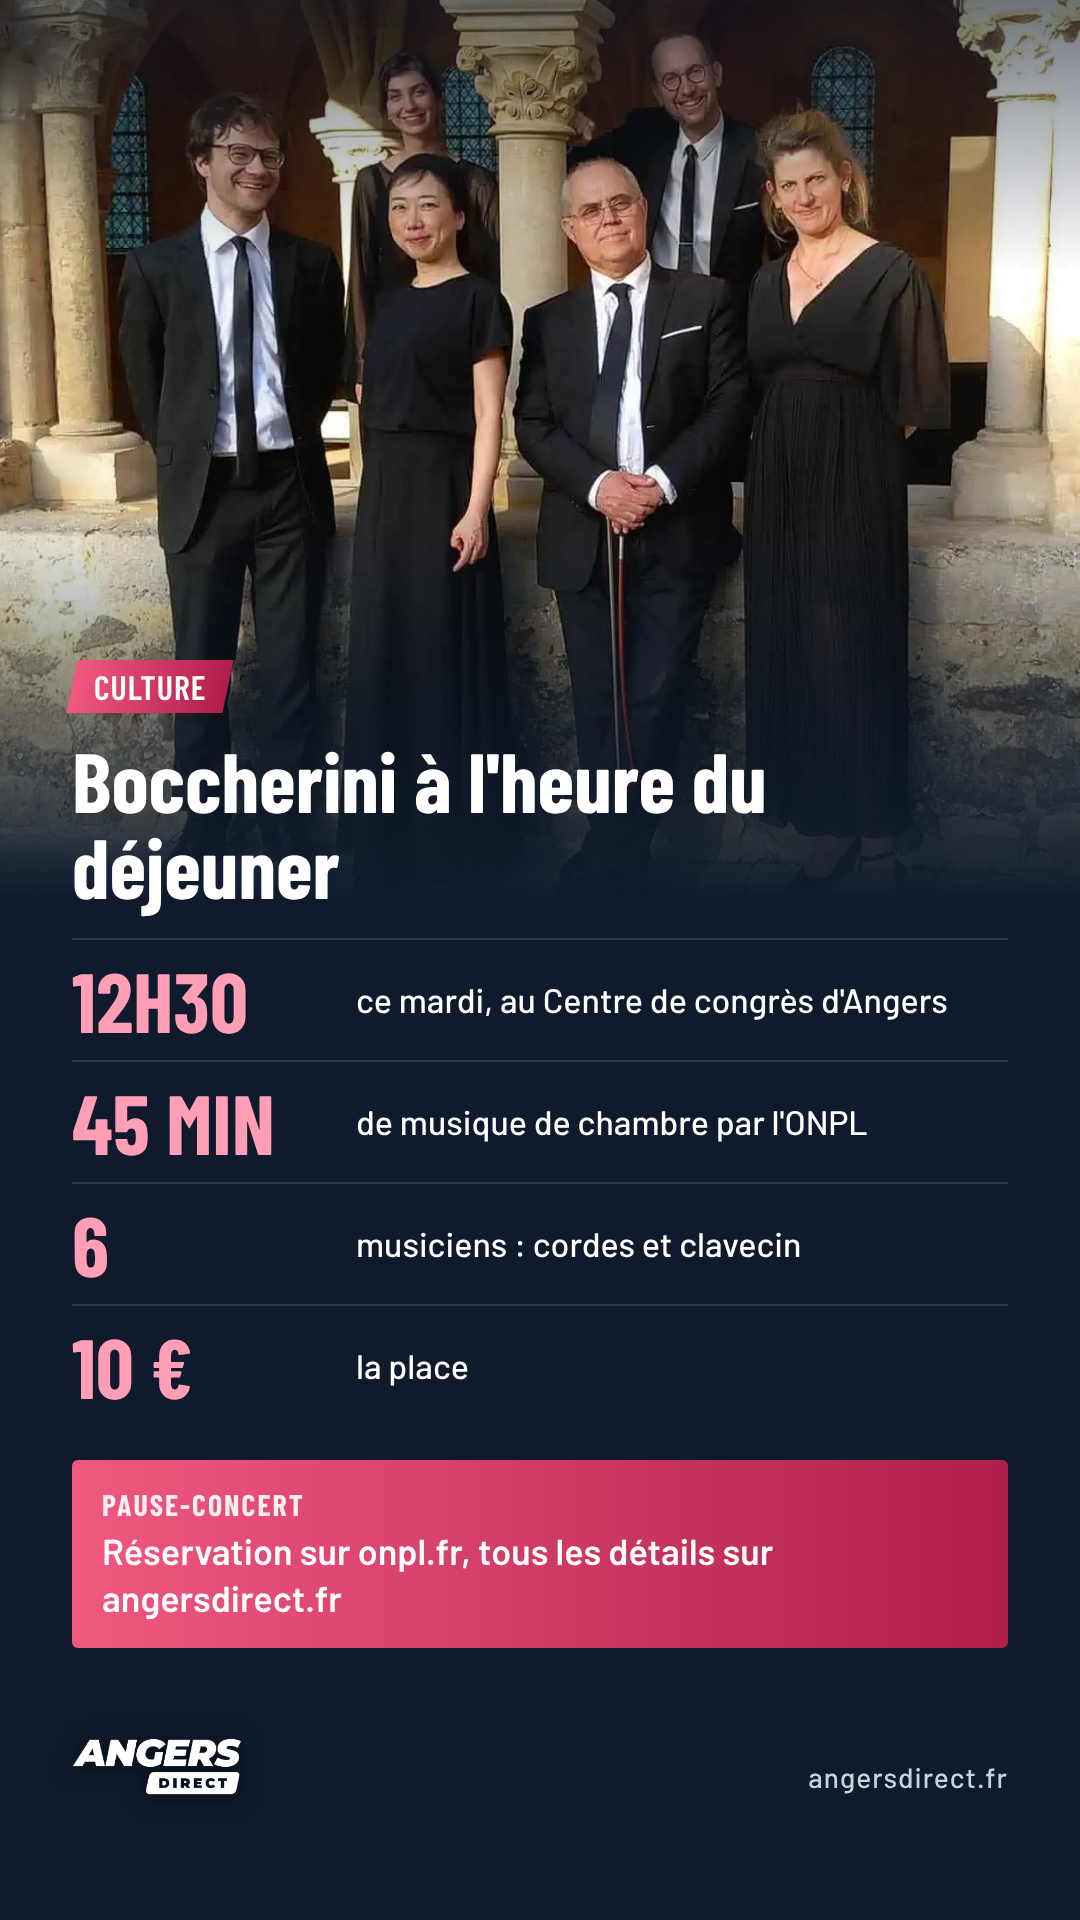 CULTURE
Boccherini à l'heure du
déjeuner
12H30
ce mardi, au Centre de congrès d'Angers
45 MIN
de musique de chambre par l'ONPL
6
musiciens : cordes et clavecin
10 €
la place
PAUSE-CONCERT
Réservation sur onpl.fr, tous les détails sur
angersdirect.fr
ANGERS
DIRECT
angersdirect.fr